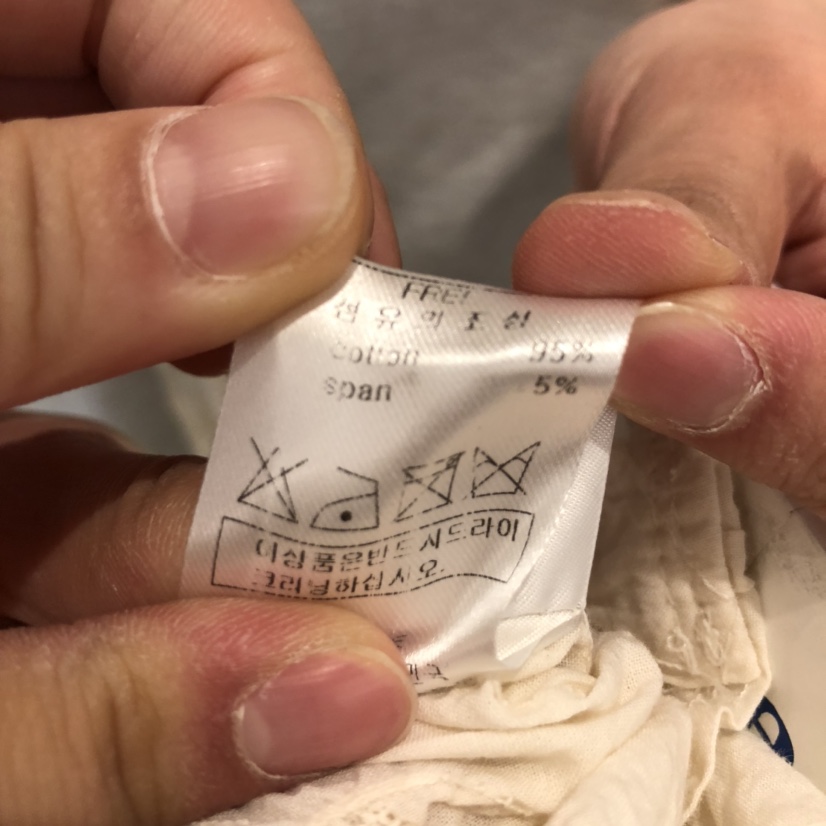 FREE
섬유의조성
cotton 95%
span 5%
이상품은반드시드라이
크리닝하십시오.